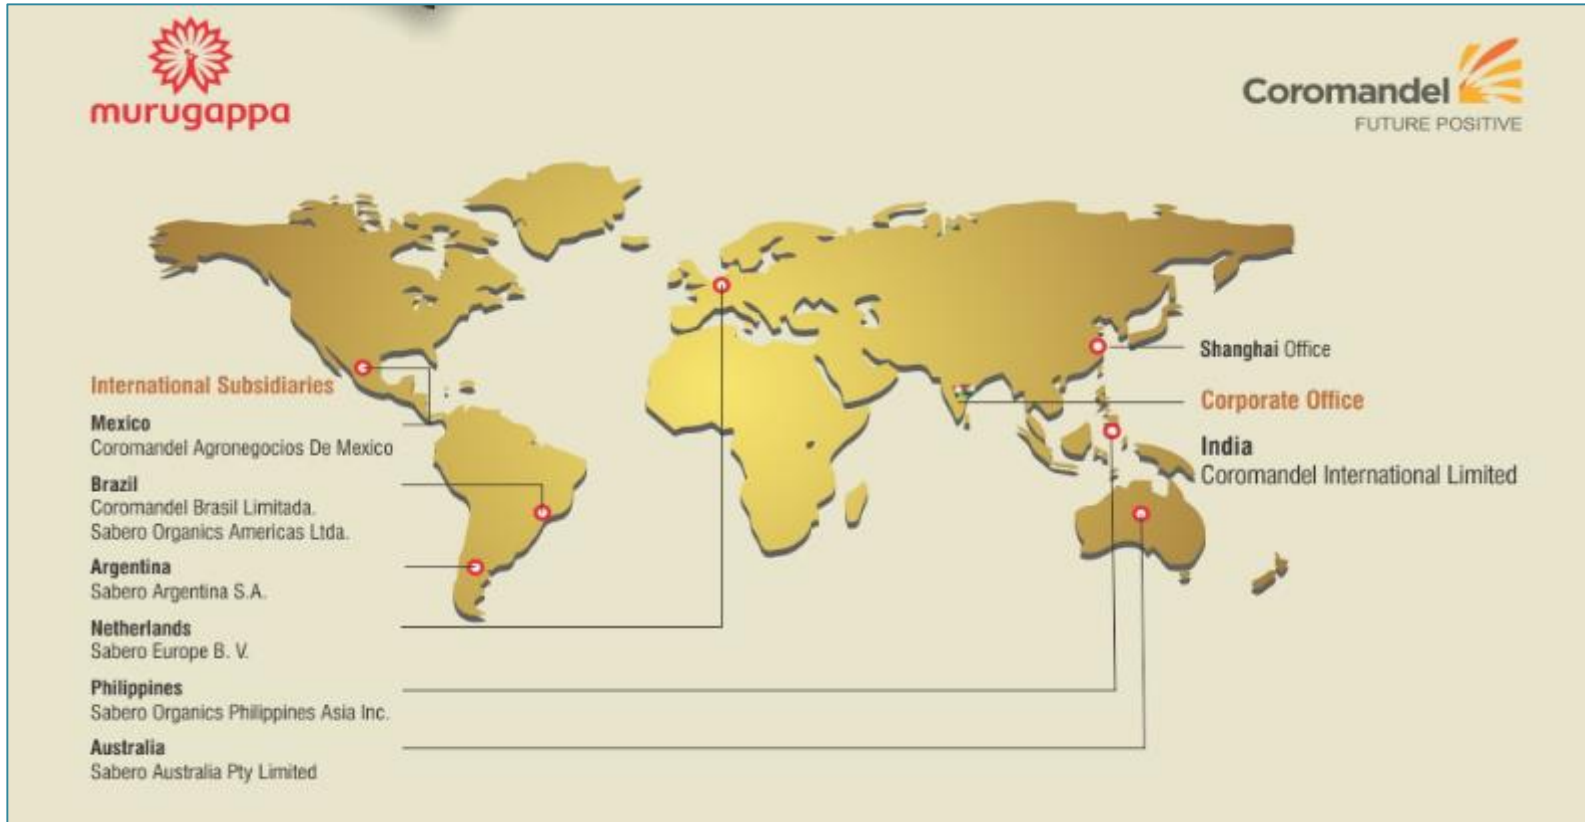 murugappa
Coromandel
FUTURE POSITIVE
International Subsidiaries
Mexico
Coromandel Agronegocios De Mexico
Brazil
Coromandel Brasil Limitada.
Sabero Organics Americas Ltda.
Argentina
Sabero Argentina S.A.
Netherlands
Sabero Europe B. V.
Philippines
Sabero Organics Philippines Asia Inc.
Australia
Sabero Australia Pty Limited
Shanghai Office
Corporate Office
India
Coromandel International Limited